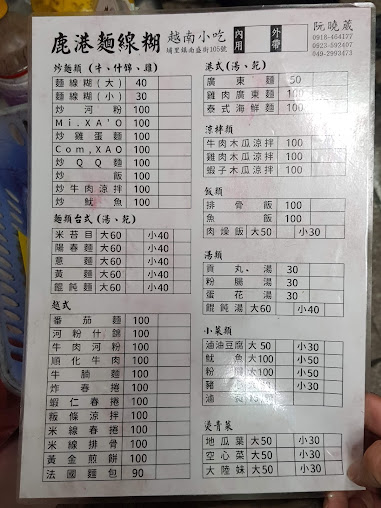 鹿港麵線糊 越南小吃 內用 外帶 阮曉葳
埔里鎮南盛街105號
0918-464177
0923-592407
049-2993473
炒麵類(牛、什錦、雞)
麵線糊(大) 40
麵線糊(小) 30
炒河粉 100
Mi.XA'O 100
炒雞蛋麵 100
Com,XAO 100
炒QQ麵 100
炒飯 100
炒牛肉涼拌 100
炒魷魚 100
麵類台式(湯、乾)
米苔目 大60 小40
陽春麵 大60 小40
意麵 大60 小40
黃麵 大60 小40
餛飩麵 大60 小40
越式
番茄麵 100
河粉什錦 100
牛肉河粉 100
順化牛肉 100
牛腩麵 100
炸春捲 100
蝦仁春捲 100
粄條涼拌 100
米線春捲 100
米線排骨 100
黃金煎餅 100
法國麵包 90
港式(湯、乾)
廣東麵 50
雞肉廣東麵 100
泰式海鮮麵 100
涼拌類
牛肉木瓜涼拌 100
雞肉木瓜涼拌 100
蝦子木瓜涼拌 100
飯類
排骨飯 100
魚飯 100
肉燥飯 大50 小30
湯類
貢丸湯 30
粉腸湯 30
蛋花湯 30
餛飩湯 大60 小40
小菜類
油油豆腐 大50 小30
魷魚 大100 小50
粉 大100 小50
豬 小50
滷
燙青菜
地瓜葉 大50 小30
空心菜 大50 小30
大陸妹 大50 小30